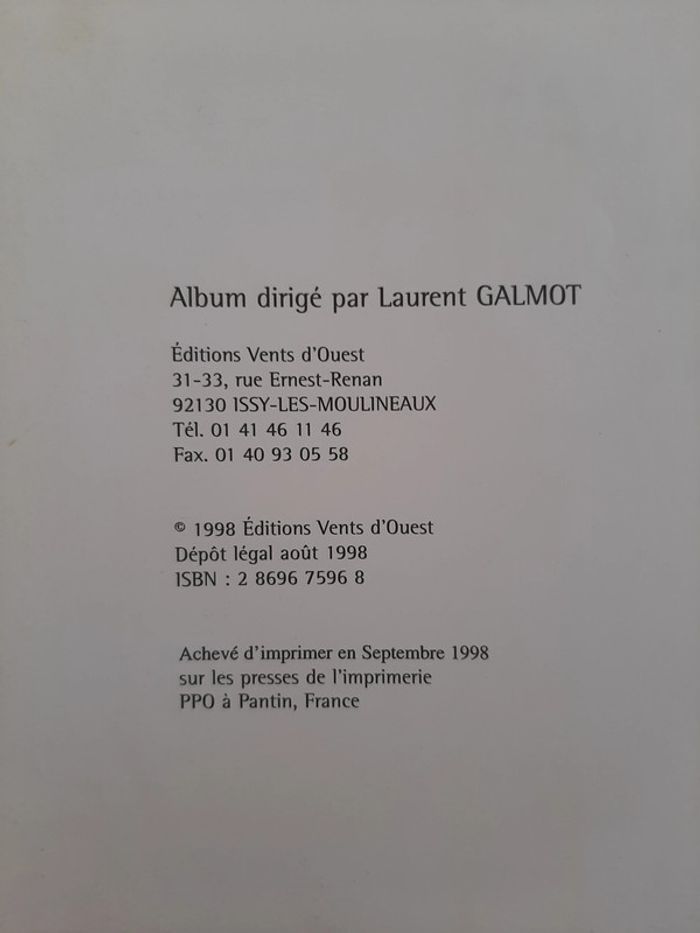 Album dirigé par Laurent GALMOT
Éditions Vents d'Ouest
31-33, rue Ernest-Renan
92130 ISSY-LES-MOULINEAUX
Tél. 01 41 46 11 46
Fax. 01 40 93 05 58
© 1998 Éditions Vents d'Ouest
Dépôt légal août 1998
ISBN : 2 8696 7596 8
Achevé d'imprimer en Septembre 1998
sur les presses de l'imprimerie
PPO à Pantin, France